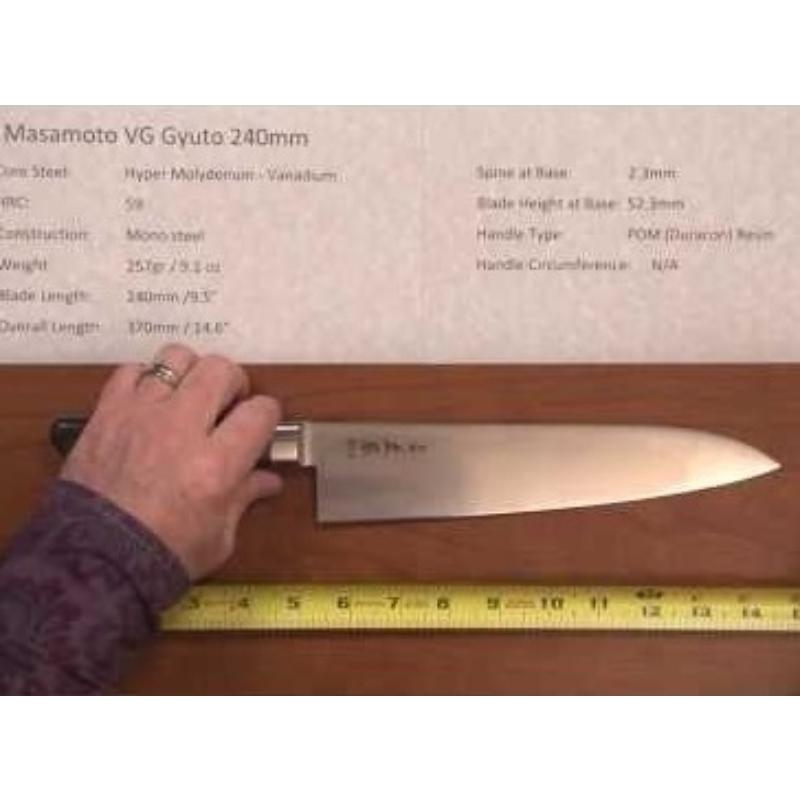 Masamoto VG Gyuto 240mm
Core Steel: Hyper Molybdenum - Vanadium
HRC: 59
Construction: Mono steel
Weight 257gr / 9.1 oz
Blade Length: 240mm /9.5"
Overall Length: 370mm / 14.6"
Spine at Base: 2.3mm
Blade Height at Base: 52.3mm
Handle Type: POM (Duracon) Resin
Handle Circumference: N/A
3 4 5 6 7 8 9 10 11 12 13 14